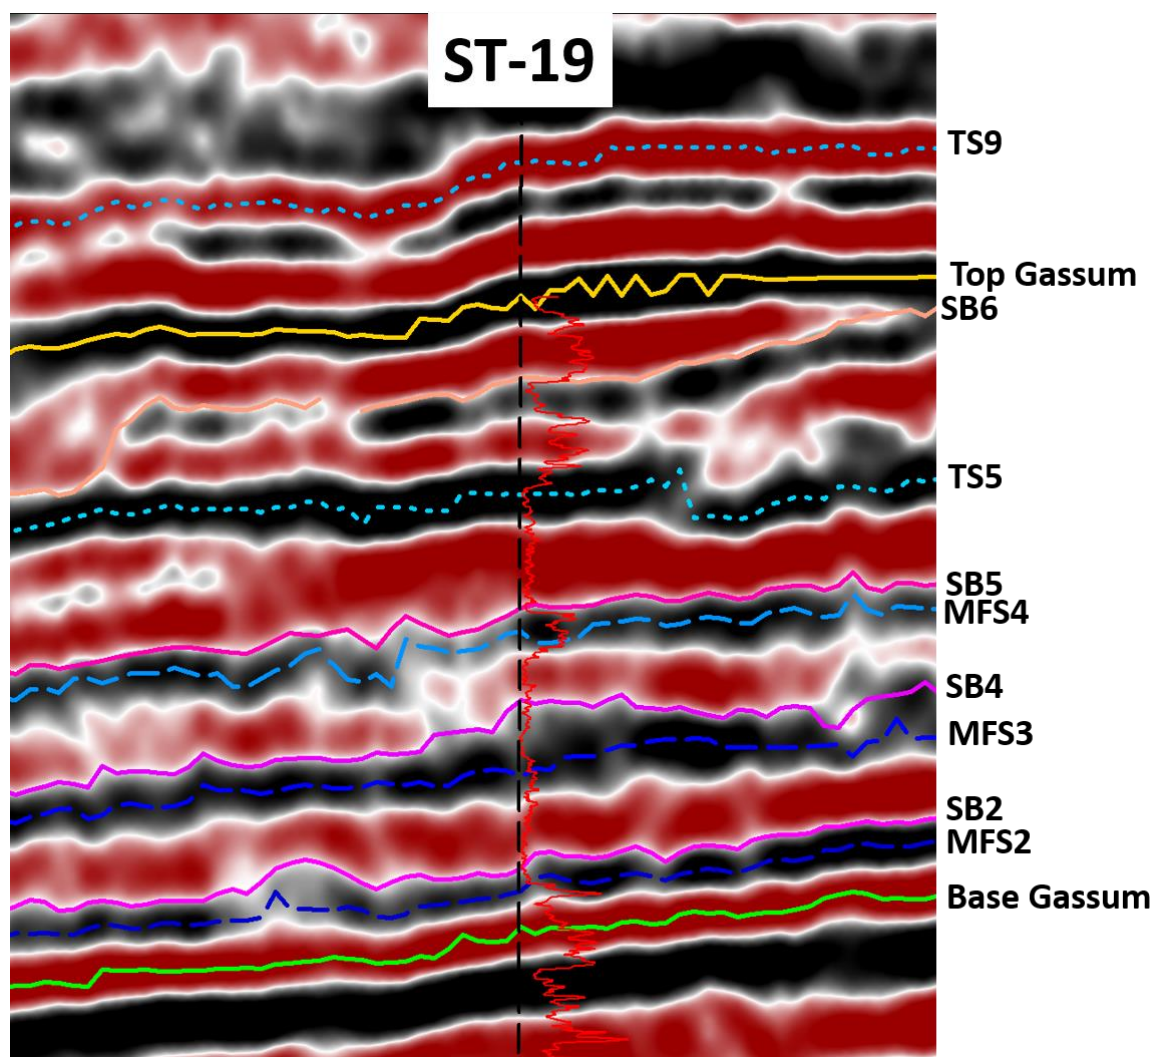 ST-19
TS9
Top Gassum
SB6
TS5
SB5
MFS4
SB4
MFS3
SB2
MFS2
Base Gassum